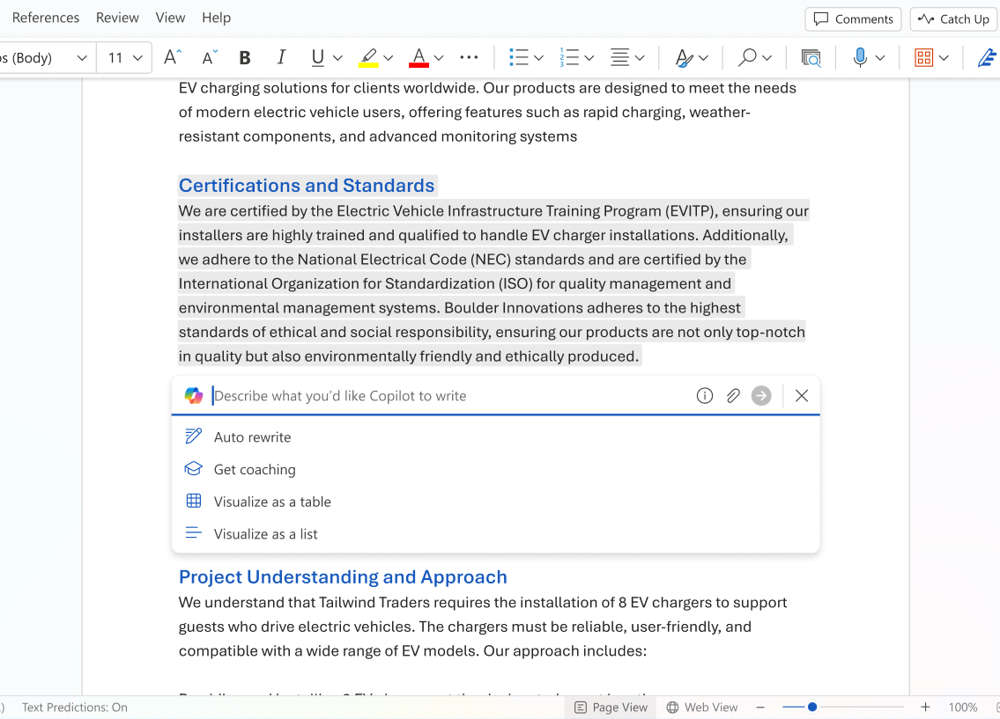 References Review View Help Comments Catch Up
(Body) 11
EV charging solutions for clients worldwide. Our products are designed to meet the needs
of modern electric vehicle users, offering features such as rapid charging, weather-
resistant components, and advanced monitoring systems
Certifications and Standards
We are certified by the Electric Vehicle Infrastructure Training Program (EVITP), ensuring our
installers are highly trained and qualified to handle EV charger installations. Additionally,
we adhere to the National Electrical Code (NEC) standards and are certified by the
International Organization for Standardization (ISO) for quality management and
environmental management systems. Boulder Innovations adheres to the highest
standards of ethical and social responsibility, ensuring our products are not only top-notch
in quality but also environmentally friendly and ethically produced.
Describe what you’d like Copilot to write
Auto rewrite
Get coaching
Visualize as a table
Visualize as a list
Project Understanding and Approach
We understand that Tailwind Traders requires the installation of 8 EV chargers to support
guests who drive electric vehicles. The chargers must be reliable, user-friendly, and
compatible with a wide range of EV models. Our approach includes:
Text Predictions: On Page View Web View 100%